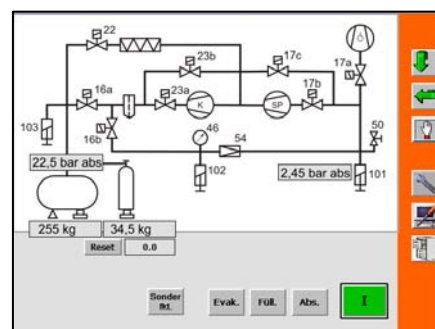 22
17a
23b
17c
16a
23a
K
SP
17b
103
16b
46
50
54
22,5 bar abs
102
2,45 bar abs
101
255 kg
34,5 kg
Reset
0.0
Sonder
fkt.
Evak.
Füll.
Abs.
I